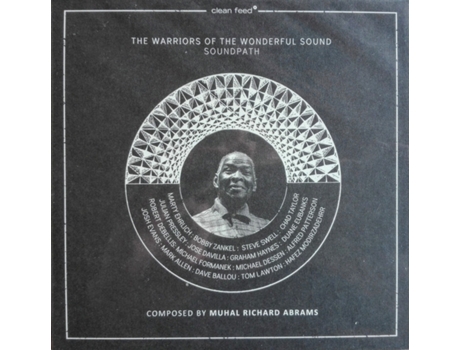 clean feed
THE WARRIORS OF THE WONDERFUL SOUND
SOUNDPATH
MARTY EHRLICH : BOBBY ZANKEL : STEVE SWELL : CHAD TAYLOR
JULIAN PRESSLEY : JOSE DAVILLA : GRAHAM HAYNES : DUANE EUBANKS
ROBERT DEBELLIS : MICHAEL FORMANEK : MICHAEL DESSEN : ALFRED PATTERSON
JOSH EVANS : MARK ALLEN : DAVE BALLOU : TOM LAWTON : HAFEZ MODIRZADEHRR
COMPOSED BY MUHAL RICHARD ABRAMS